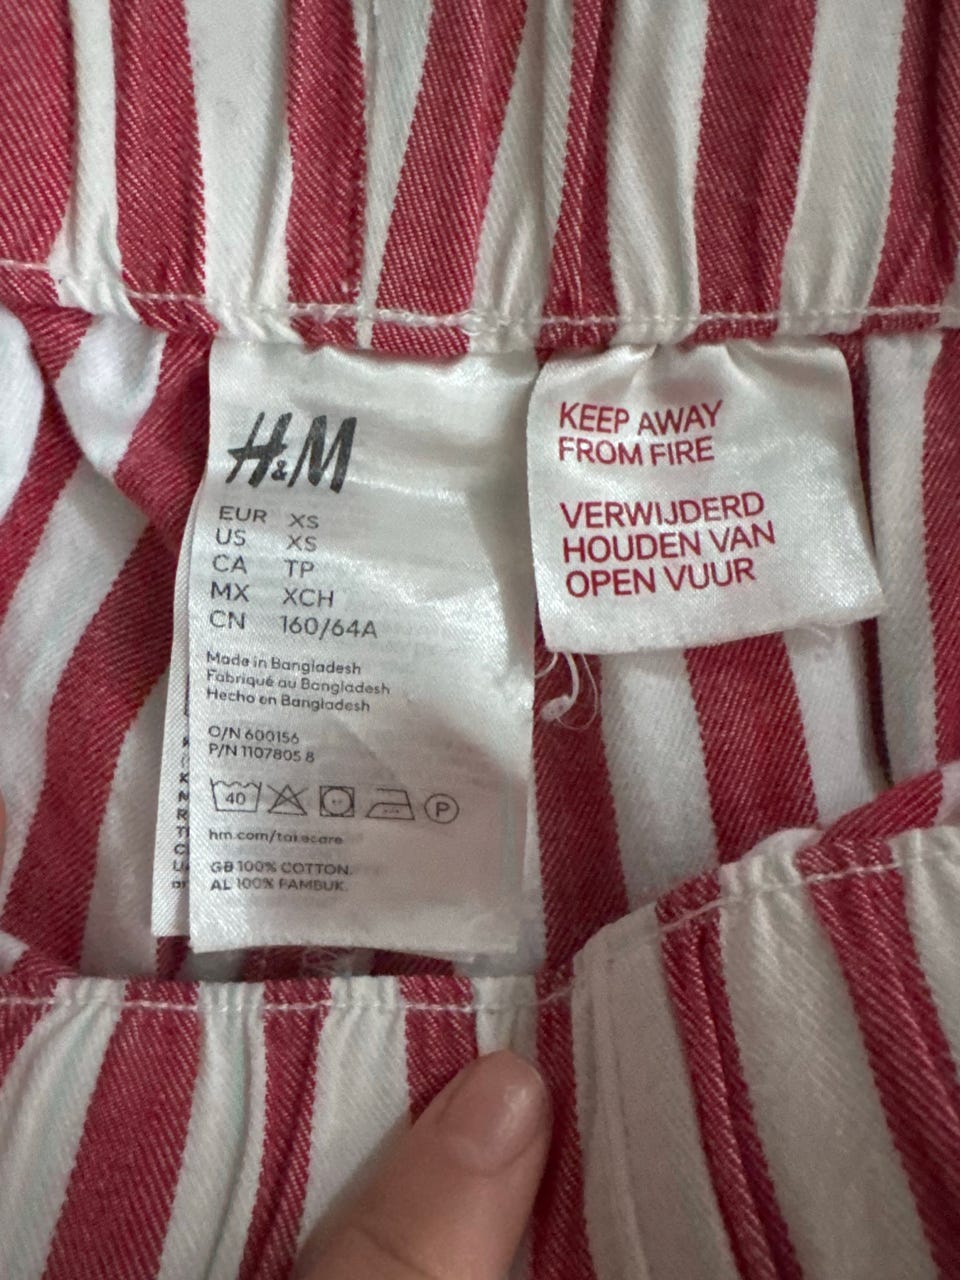 H&M
EUR XS
US XS
CA TP
MX XCH
CN 160/64A
Made in Bangladesh
Fabriqué au Bangladesh
Hecho en Bangladesh
O/N 600156
P/N 1107805 8
40
P
hm.com/takecare
GB 100% COTTON.
AL 100% PAMBUK.
KEEP AWAY
FROM FIRE
VERWIJDERD
HOUDEN VAN
OPEN VUUR